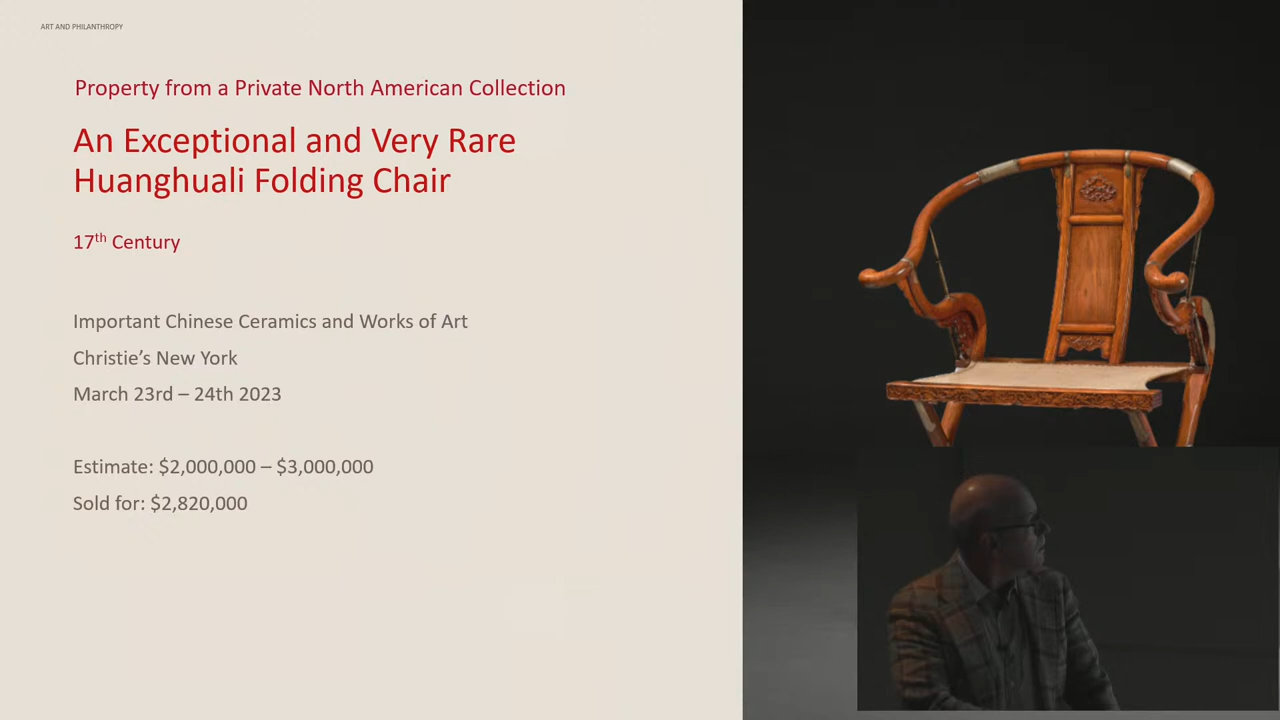 ART AND PHILANTHROPY
Property from a Private North American Collection
An Exceptional and Very Rare
Huanghuali Folding Chair
17th Century
Important Chinese Ceramics and Works of Art
Christie’s New York
March 23rd – 24th 2023
Estimate: $2,000,000 – $3,000,000
Sold for: $2,820,000